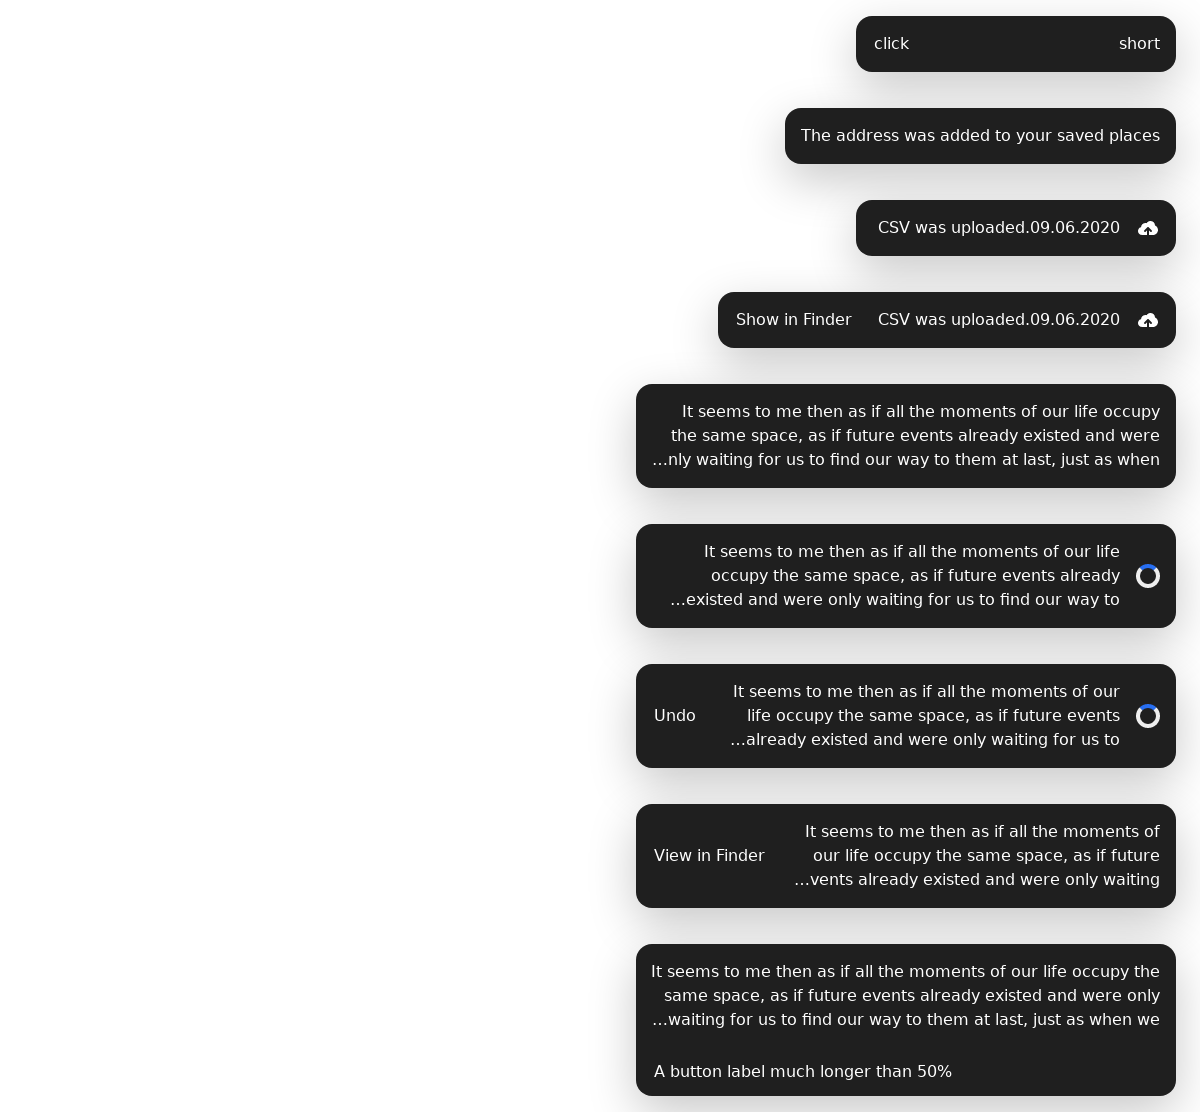 click short
The address was added to your saved places
CSV was uploaded.09.06.2020
Show in Finder CSV was uploaded.09.06.2020
It seems to me then as if all the moments of our life occupy
the same space, as if future events already existed and were
…nly waiting for us to find our way to them at last, just as when
It seems to me then as if all the moments of our life
occupy the same space, as if future events already
…existed and were only waiting for us to find our way to
It seems to me then as if all the moments of our
Undo life occupy the same space, as if future events
…already existed and were only waiting for us to
It seems to me then as if all the moments of
View in Finder our life occupy the same space, as if future
…vents already existed and were only waiting
It seems to me then as if all the moments of our life occupy the
same space, as if future events already existed and were only
…waiting for us to find our way to them at last, just as when we
A button label much longer than 50%